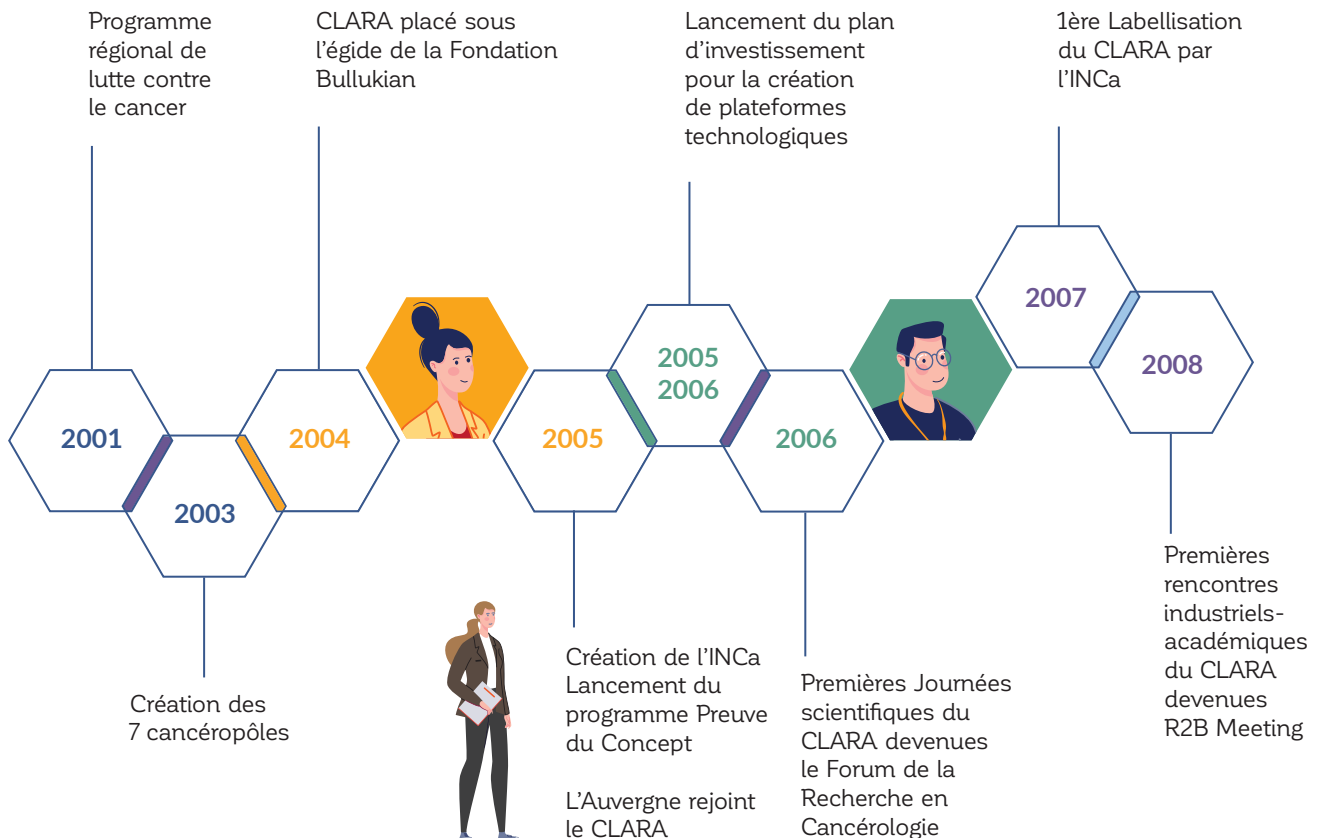 Programme
régional de
lutte contre
le cancer
CLARA placé sous
l’égide de la Fondation
Bullukian
Lancement du plan
d’investissement
pour la création
de plateformes
technologiques
1ère Labellisation
du CLARA par
l’INCa
2001
2003
2004
2005
2005
2006
2006
2007
2008
Création des
7 cancéropôles
Création de l’INCa
Lancement du
programme Preuve
du Concept
L’Auvergne rejoint
le CLARA
Premières Journées
scientifiques du
CLARA devenues
le Forum de la
Recherche en
Cancérologie
Premières
rencontres
industriels-
académiques
du CLARA
devenues
R2B Meeting